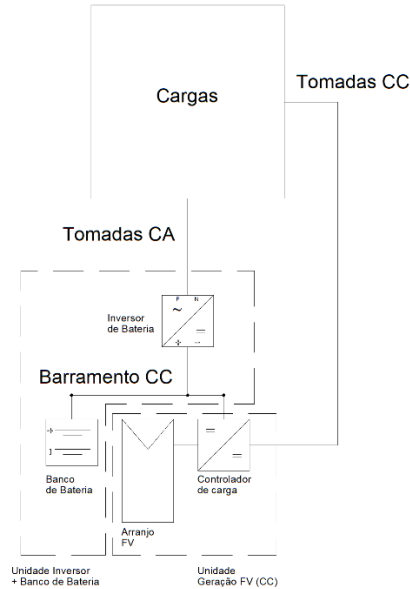 Cargas
Tomadas CC
Tomadas CA
F N
Inversor
de Bateria
Barramento CC
Banco
de Bateria
Arranjo
FV
Controlador
de carga
Unidade Inversor
+ Banco de Bateria
Unidade
Geração FV (CC)